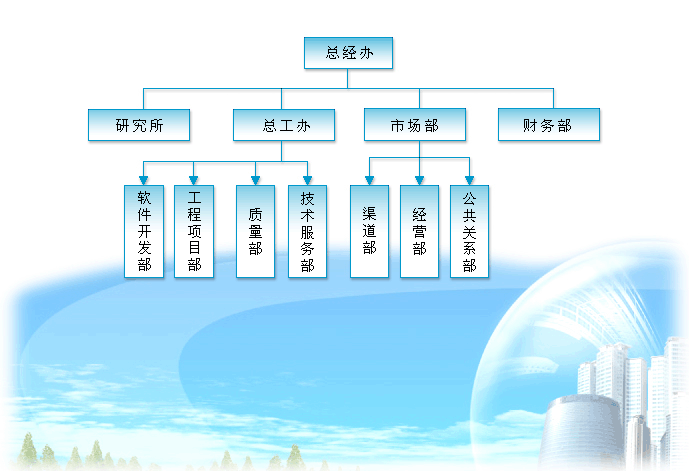 总经办
研究所
总工办
市场部
财务部
软件开发部
工程项目部
质量部
技术服务部
渠道部
经营部
公共关系部